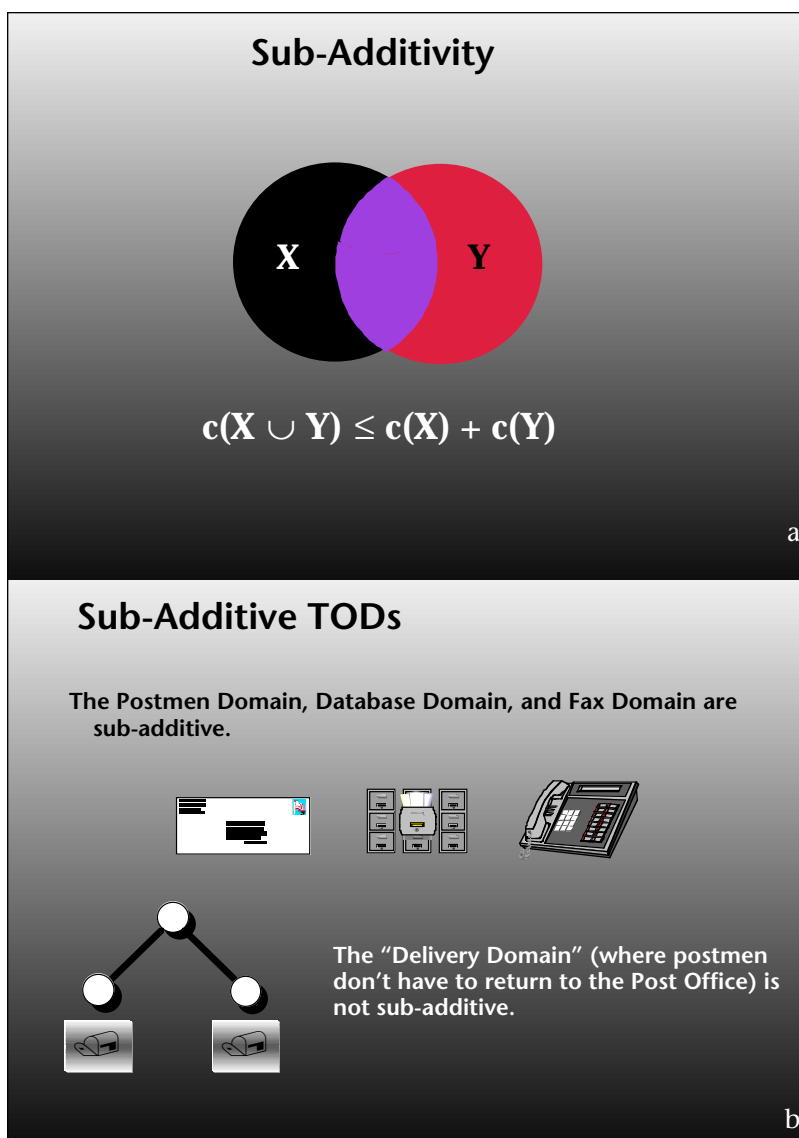 Sub-Additivity
X Y
c(X ∪ Y) ≤ c(X) + c(Y)
a
Sub-Additive TODs
The Postmen Domain, Database Domain, and Fax Domain are
sub-additive.
The “Delivery Domain” (where postmen
don’t have to return to the Post Office) is
not sub-additive.
b